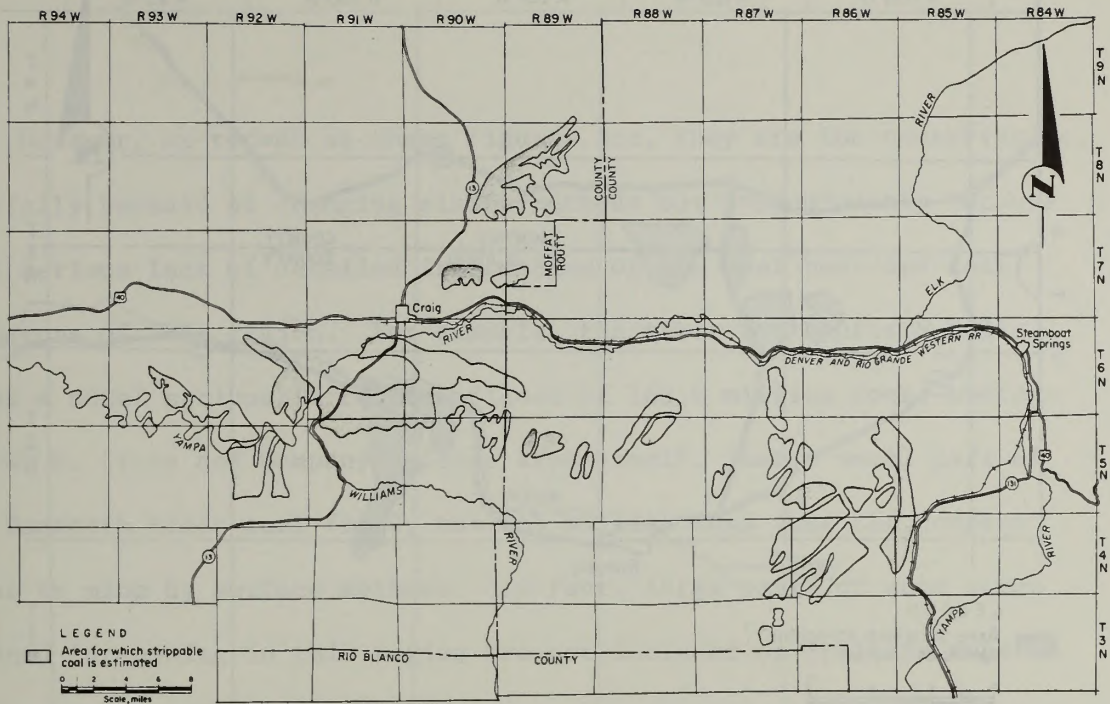 R 94 W R 93 W R 92 W R 91 W R 90 W R 89 W R 88 W R 87 W R 86 W R 85 W R 84 W
T 9 N
RIVER
T 8 N
13
COUNTY
COUNTY
N
MOFFAT
ROUTT
T 7 N
ELK
40
Craig
RIVER
Steamboat
Springs
DENVER AND RIO GRANDE WESTERN RR
T 6 N
YAMPA
40
T 5 N
131
WILLIAMS
RIVER
13
RIVER
T 4 N
YAMPA
T 3 N
LEGEND
Area for which strippable
coal is estimated
0 2 4 6 8
Scale, miles
RIO BLANCO COUNTY